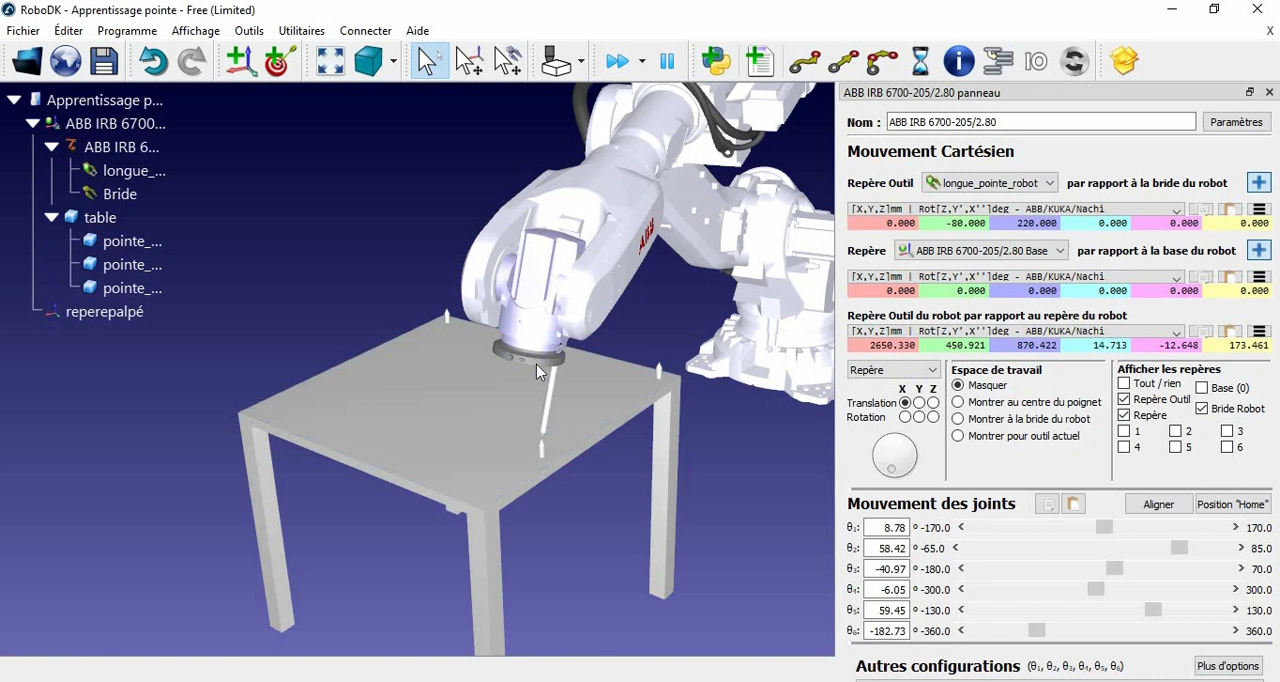 RoboDK - Apprentissage pointe - Free (Limited)
Fichier Éditer Programme Affichage Outils Utilitaires Connecter Aide X
IO
Apprentissage p...
ABB IRB 6700...
ABB IRB 6...
longue_...
Bride
table
pointe_...
pointe_...
pointe_...
reperepalpé
ABB
ABB IRB 6700-205/2.80 panneau
Nom : ABB IRB 6700-205/2.80 Paramètres
Mouvement Cartésien
Repère Outil longue_pointe_robot par rapport à la bride du robot
[X,Y,Z]mm | Rot[Z,Y',X'']deg - ABB/KUKA/Nachi
0.000 -80.000 220.000 0.000 0.000 0.000
Repère ABB IRB 6700-205/2.80 Base par rapport à la base du robot
[X,Y,Z]mm | Rot[Z,Y',X'']deg - ABB/KUKA/Nachi
0.000 0.000 0.000 0.000 0.000 0.000
Repère Outil du robot par rapport au repère du robot
[X,Y,Z]mm | Rot[Z,Y',X'']deg - ABB/KUKA/Nachi
2650.330 450.921 870.422 14.713 -12.648 173.461
Repère
X Y Z
Translation
Rotation
Espace de travail
Masquer
Montrer au centre du poignet
Montrer à la bride du robot
Montrer pour outil actuel
Afficher les repères
Tout / rien Base (0)
Repère Outil
Repère Bride Robot
1 2 3
4 5 6
Mouvement des joints Aligner Position "Home"
θ₁: 8.78 º -170.0 < > 170.0
θ₂: 58.42 º -65.0 < > 85.0
θ₃: -40.97 º -180.0 < > 70.0
θ₄: -6.05 º -300.0 < > 300.0
θ₅: 59.45 º -130.0 < > 130.0
θ₆: -182.73 º -360.0 < > 360.0
Autres configurations (θ₁, θ₂, θ₃, θ₄, θ₅, θ₆) Plus d'options